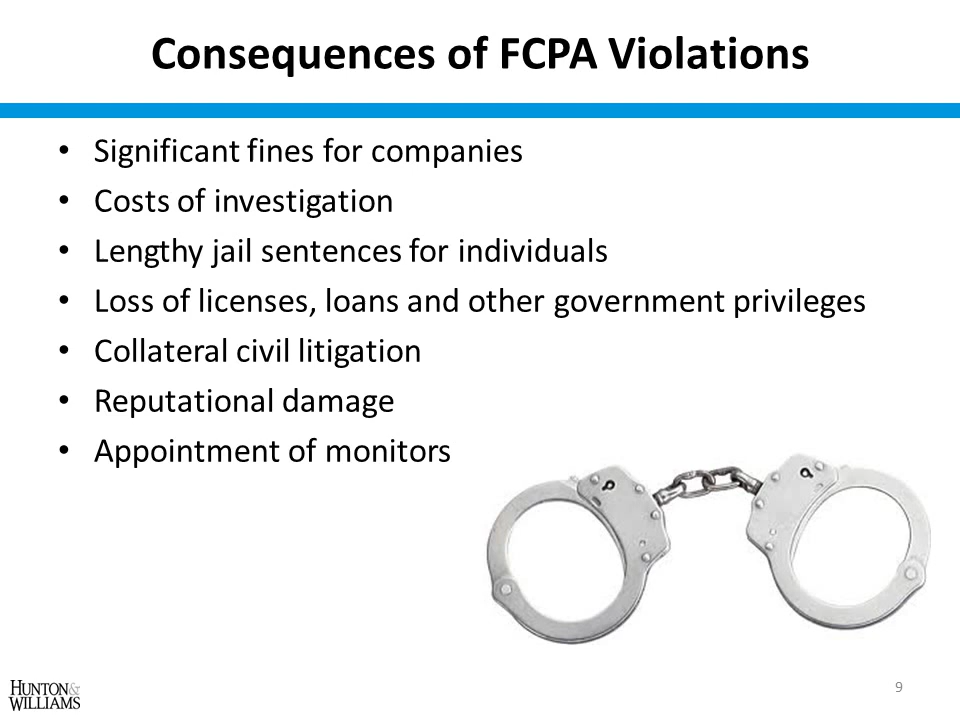 Consequences of FCPA Violations
• Significant fines for companies
• Costs of investigation
• Lengthy jail sentences for individuals
• Loss of licenses, loans and other government privileges
• Collateral civil litigation
• Reputational damage
• Appointment of monitors
HUNTON&
WILLIAMS
9